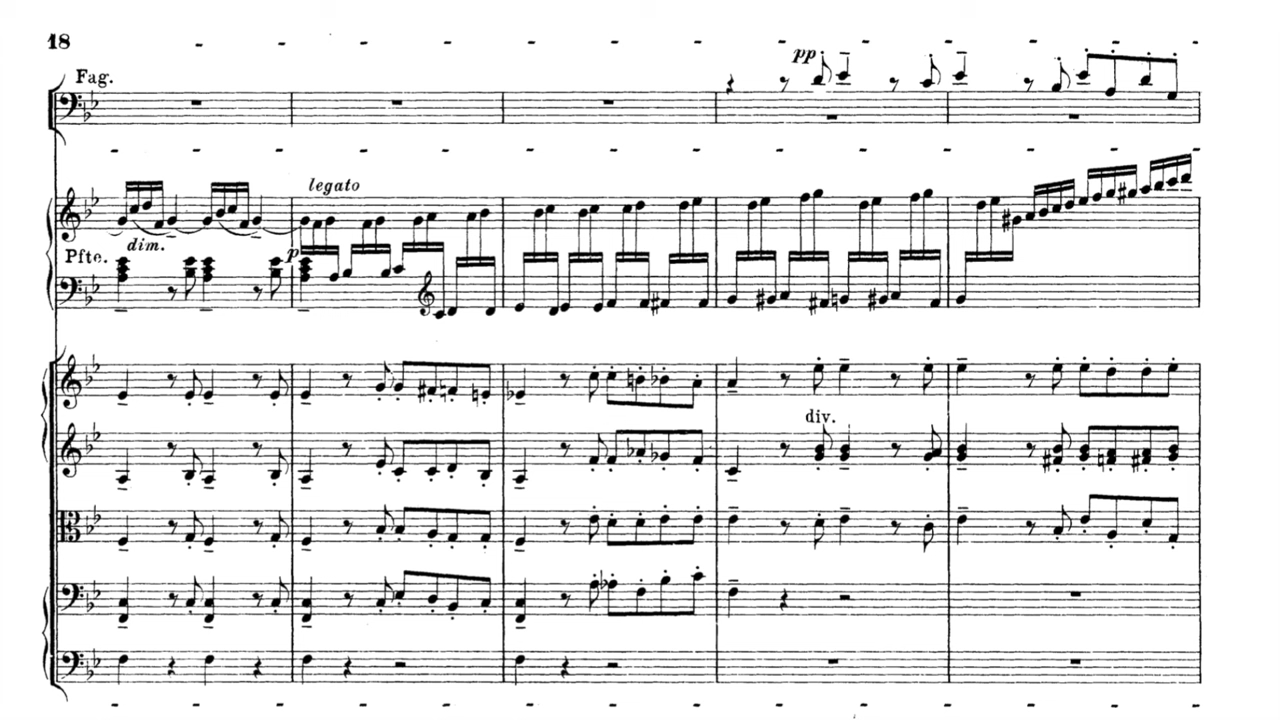 18
Fag.
pp
legato
dim.
Pfte.
p
div.